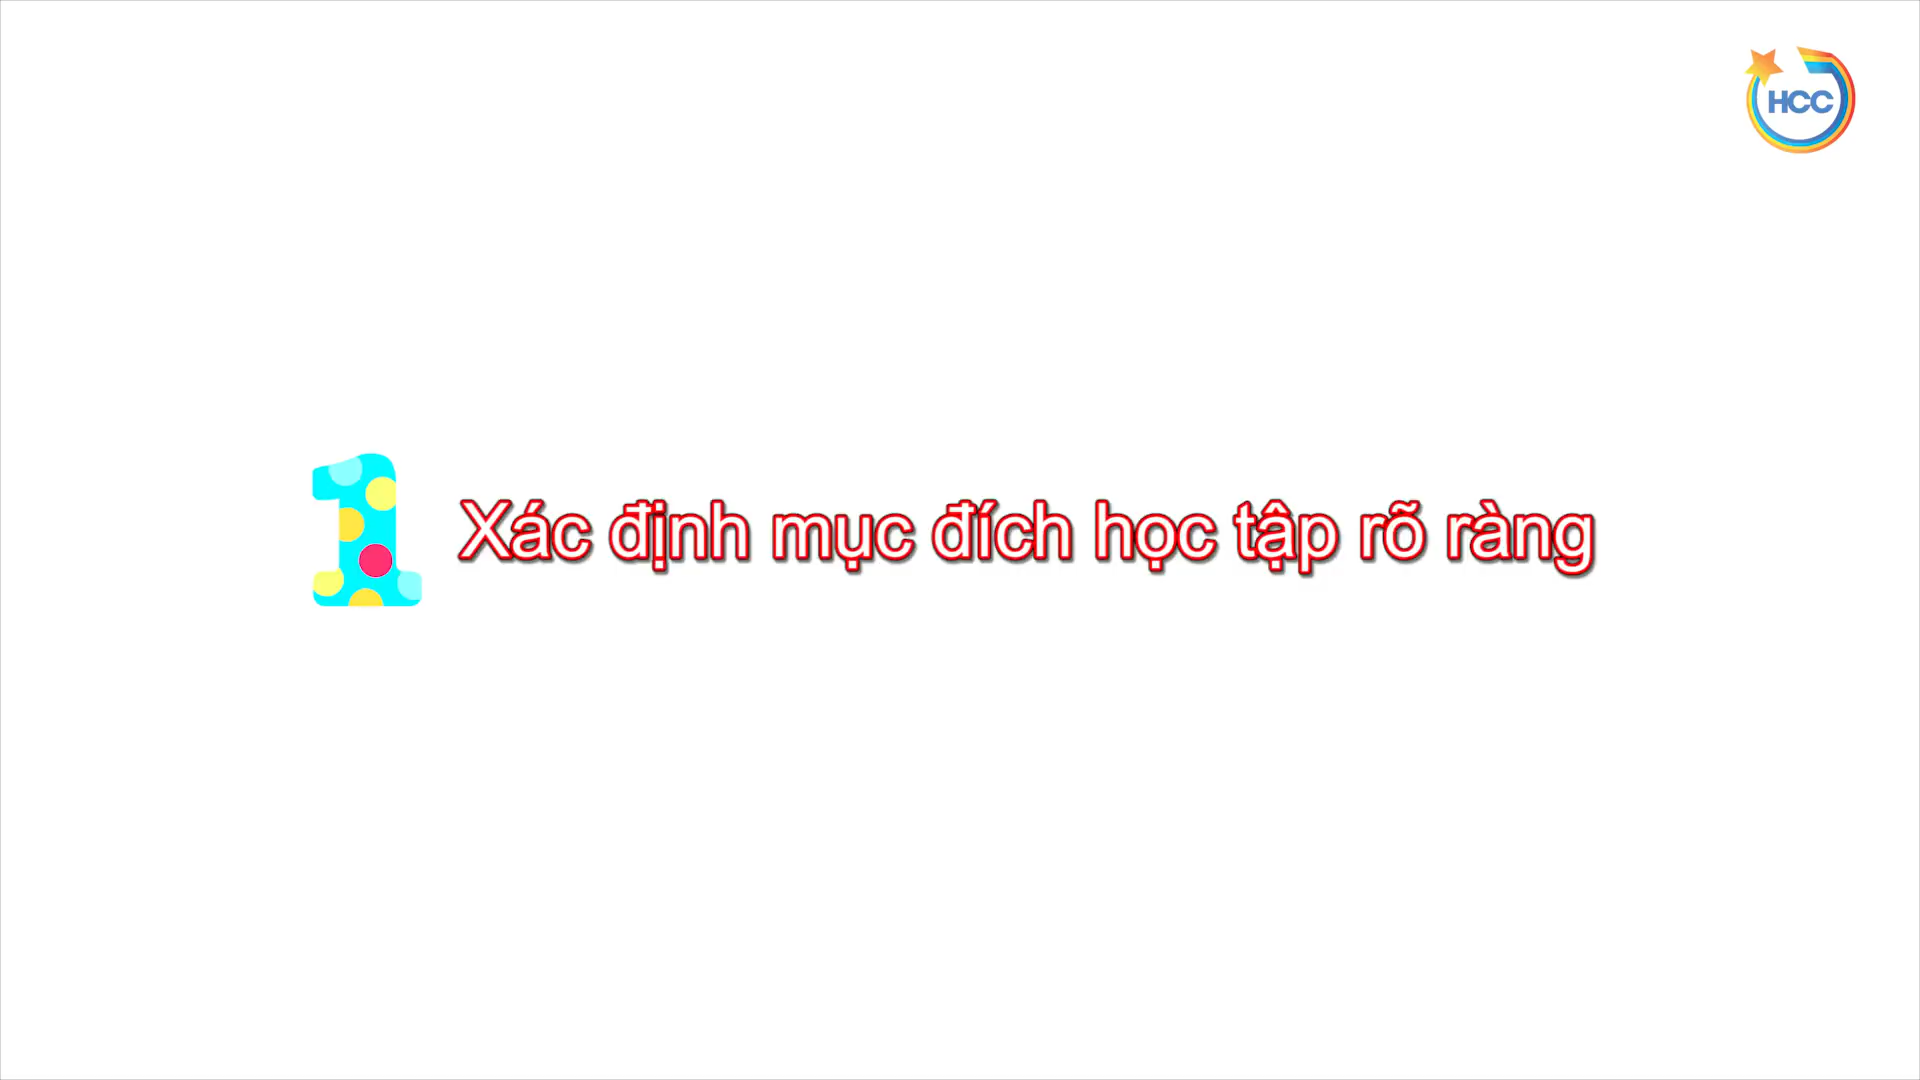 HCC
1 Xác định mục đích học tập rõ ràng